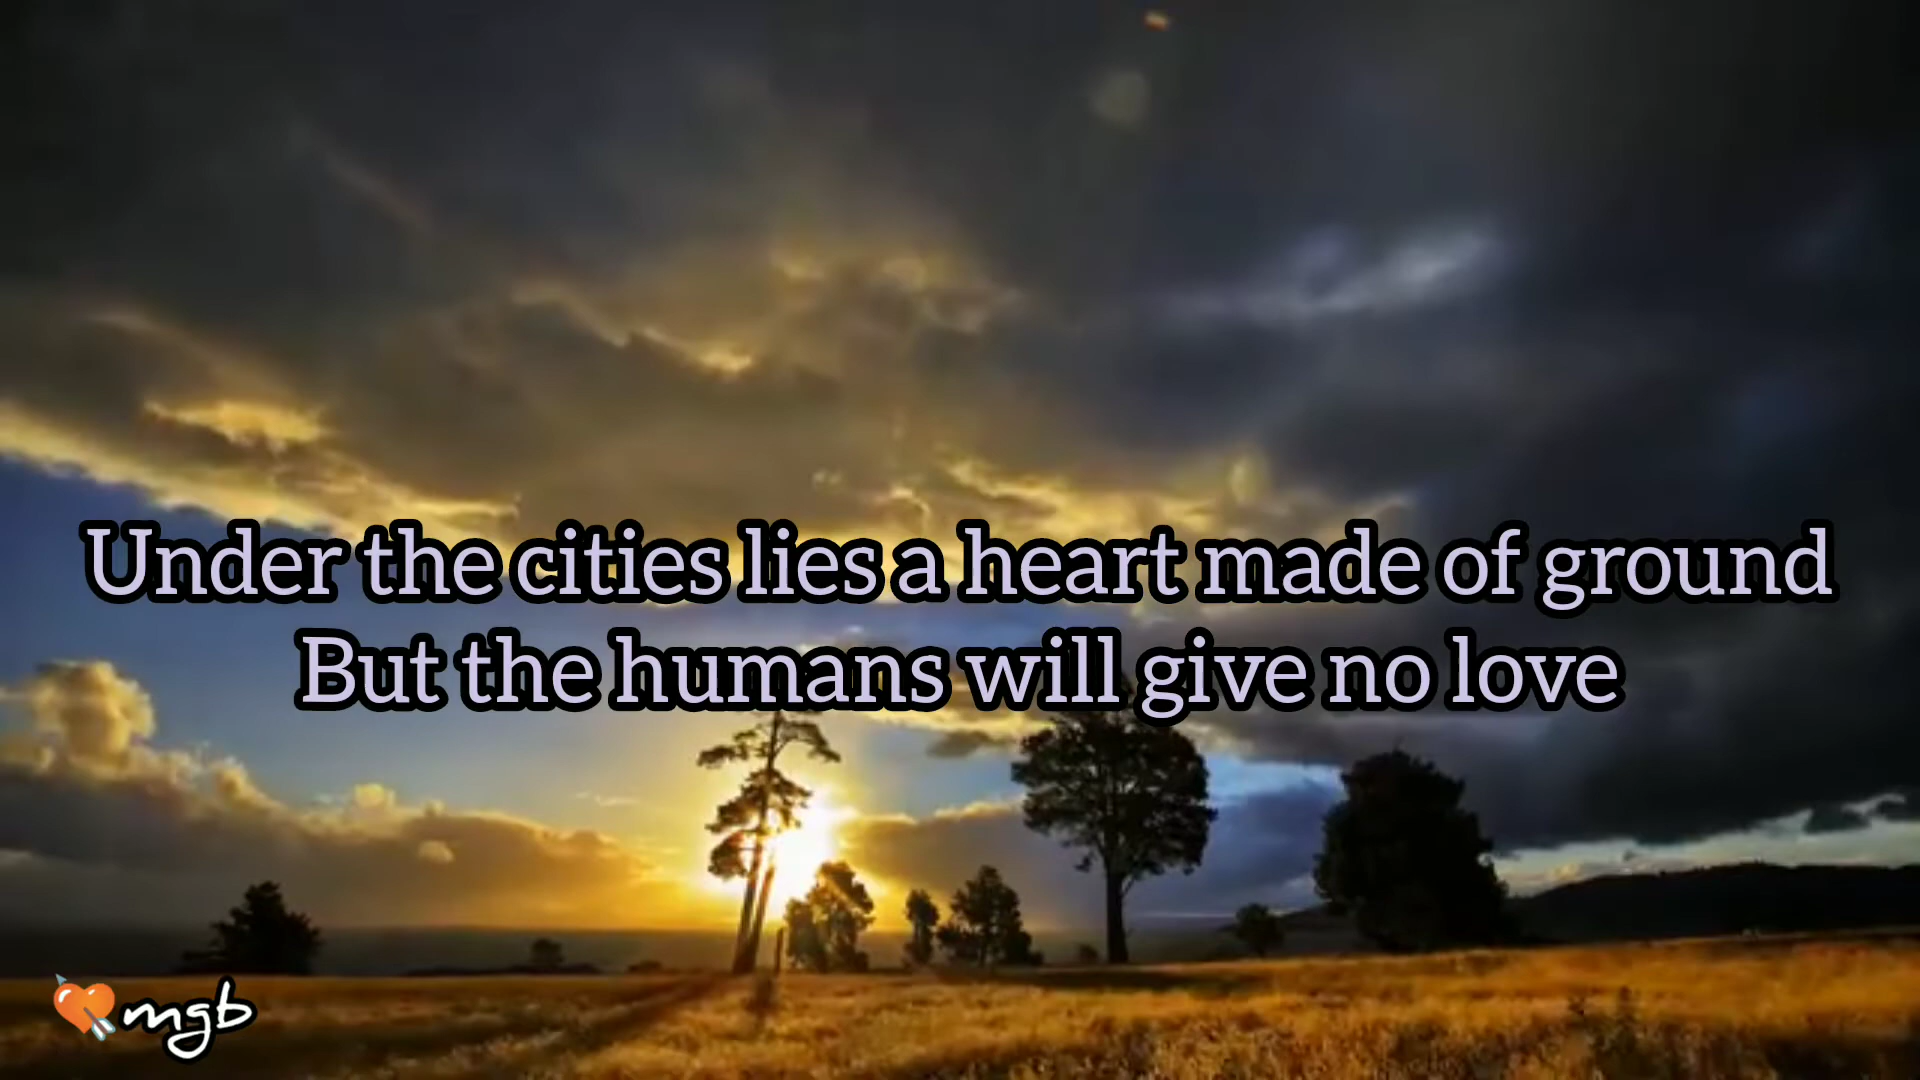 Under the cities lies a heart made of ground
But the humans will give no love
mgb